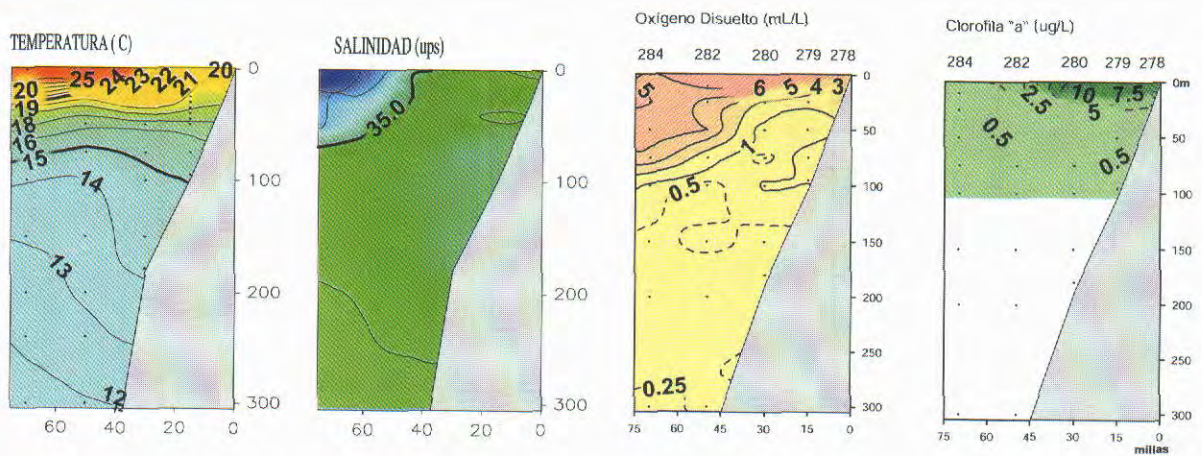 TEMPERATURA ( C)
25 24 23 22 21 20
20
19
18
16
15
14
13
12
0
100
200
300
60 40 20 0
SALINIDAD (ups)
35.0
0
100
200
300
60 40 20 0
Oxígeno Disuelto (mL/L)
284 282 280 279 278
5 6 5 4 3
1
0.5
0.25
0
50
100
150
200
250
300
75 60 45 30 15 0
Clorofila "a" (ug/L)
284 282 280 279 278
2.5 10 7.5
5
0.5 0.5
0m
50
100
150
200
250
300
75 60 45 30 15 0
millas